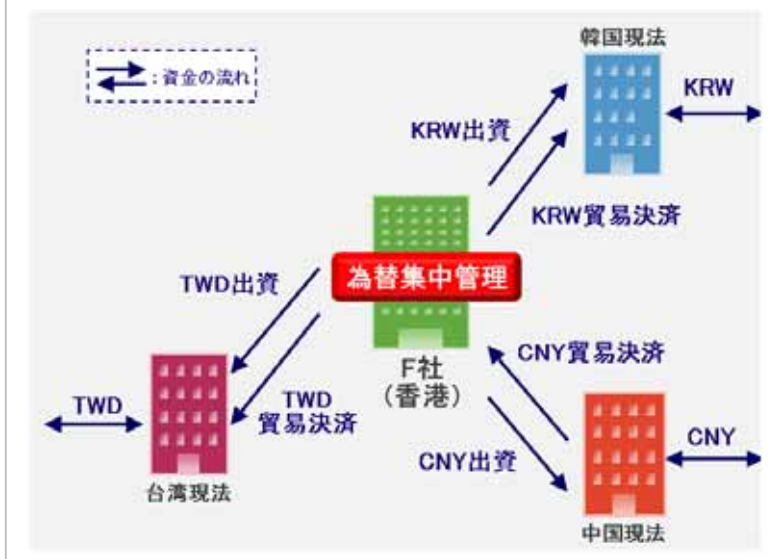 韓国現法
:資金の流れ
KRW
KRW出資
KRW貿易決済
為替集中管理
TWD出資
CNY貿易決済
F社
(香港)
TWD
TWD
貿易決済
CNY
CNY出資
台湾現法
中国現法